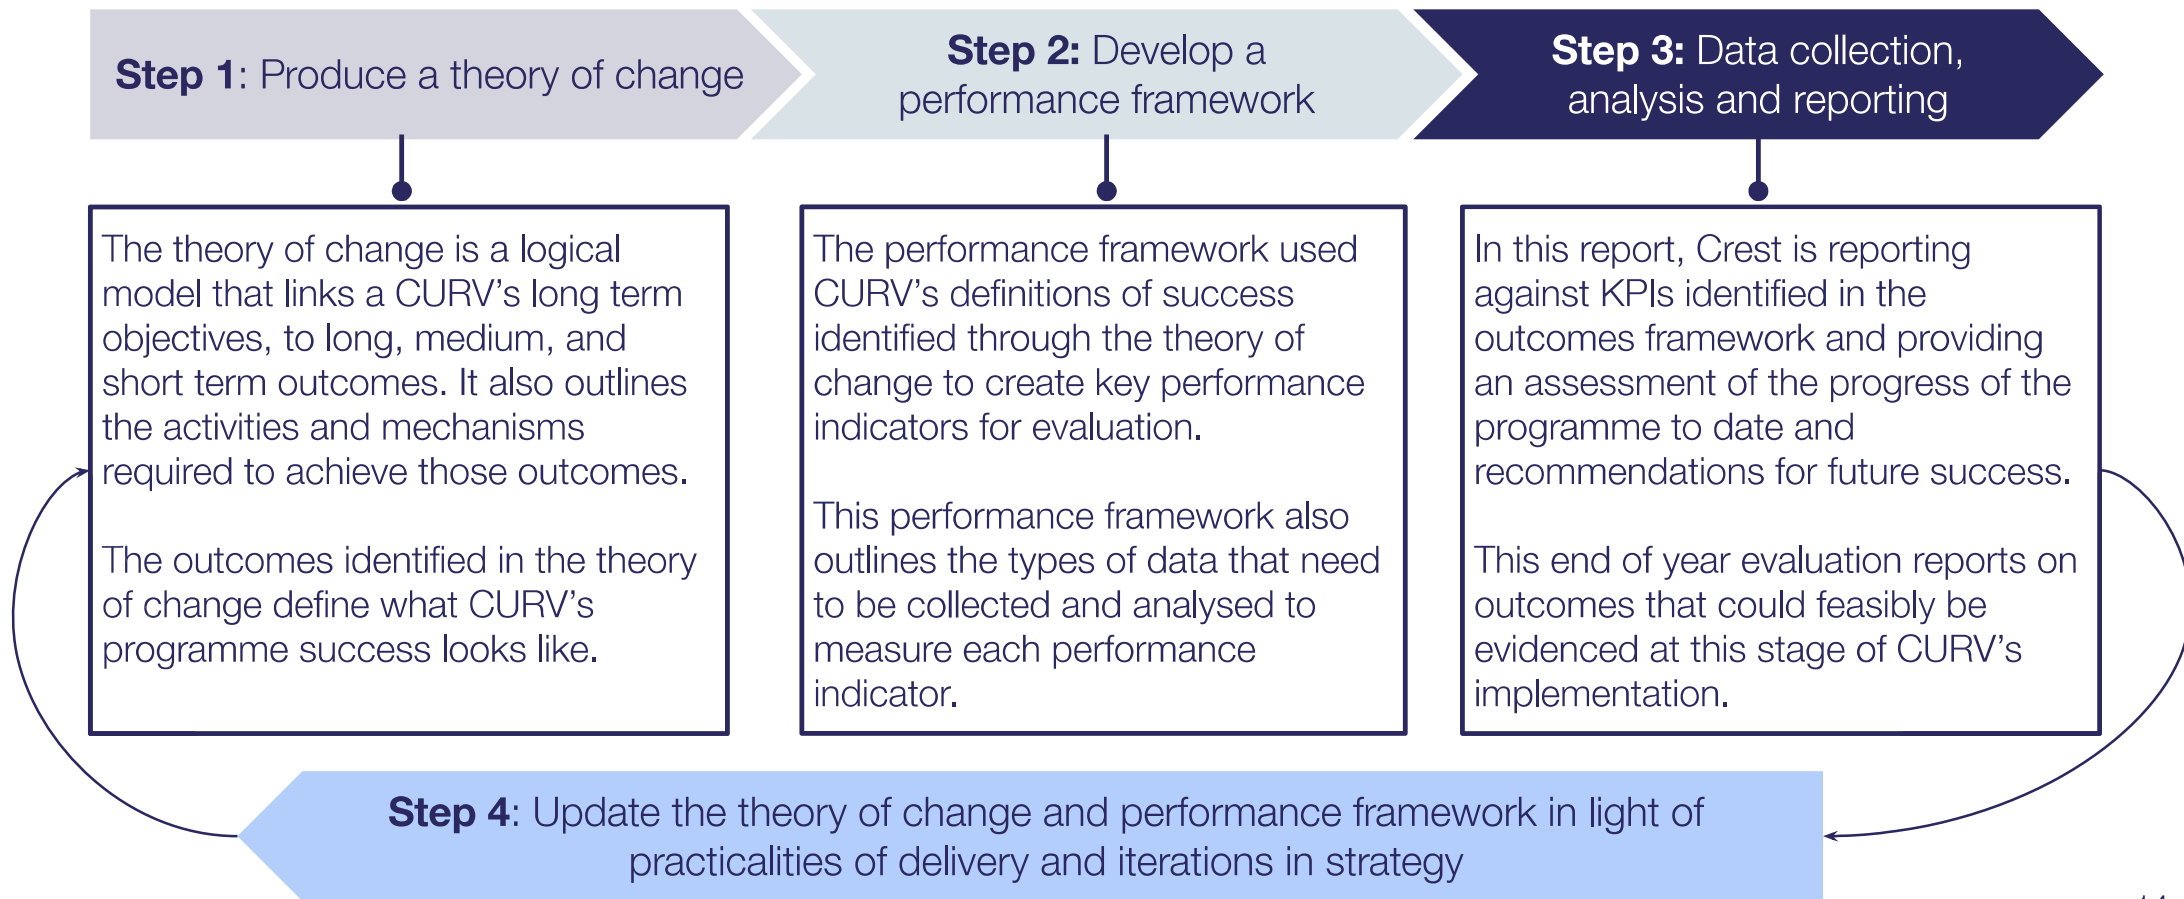 Step 1: Produce a theory of change
Step 2: Develop a
performance framework
Step 3: Data collection,
analysis and reporting
The theory of change is a logical
model that links a CURV's long term
objectives, to long, medium, and
short term outcomes. It also outlines
the activities and mechanisms
required to achieve those outcomes.
The outcomes identified in the theory
of change define what CURV's
programme success looks like.
The performance framework used
CURV's definitions of success
identified through the theory of
change to create key performance
indicators for evaluation.
This performance framework also
outlines the types of data that need
to be collected and analysed to
measure each performance
indicator.
In this report, Crest is reporting
against KPIs identified in the
outcomes framework and providing
an assessment of the progress of the
programme to date and
recommendations for future success.
This end of year evaluation reports on
outcomes that could feasibly be
evidenced at this stage of CURV's
implementation.
Step 4: Update the theory of change and performance framework in light of
practicalities of delivery and iterations in strategy